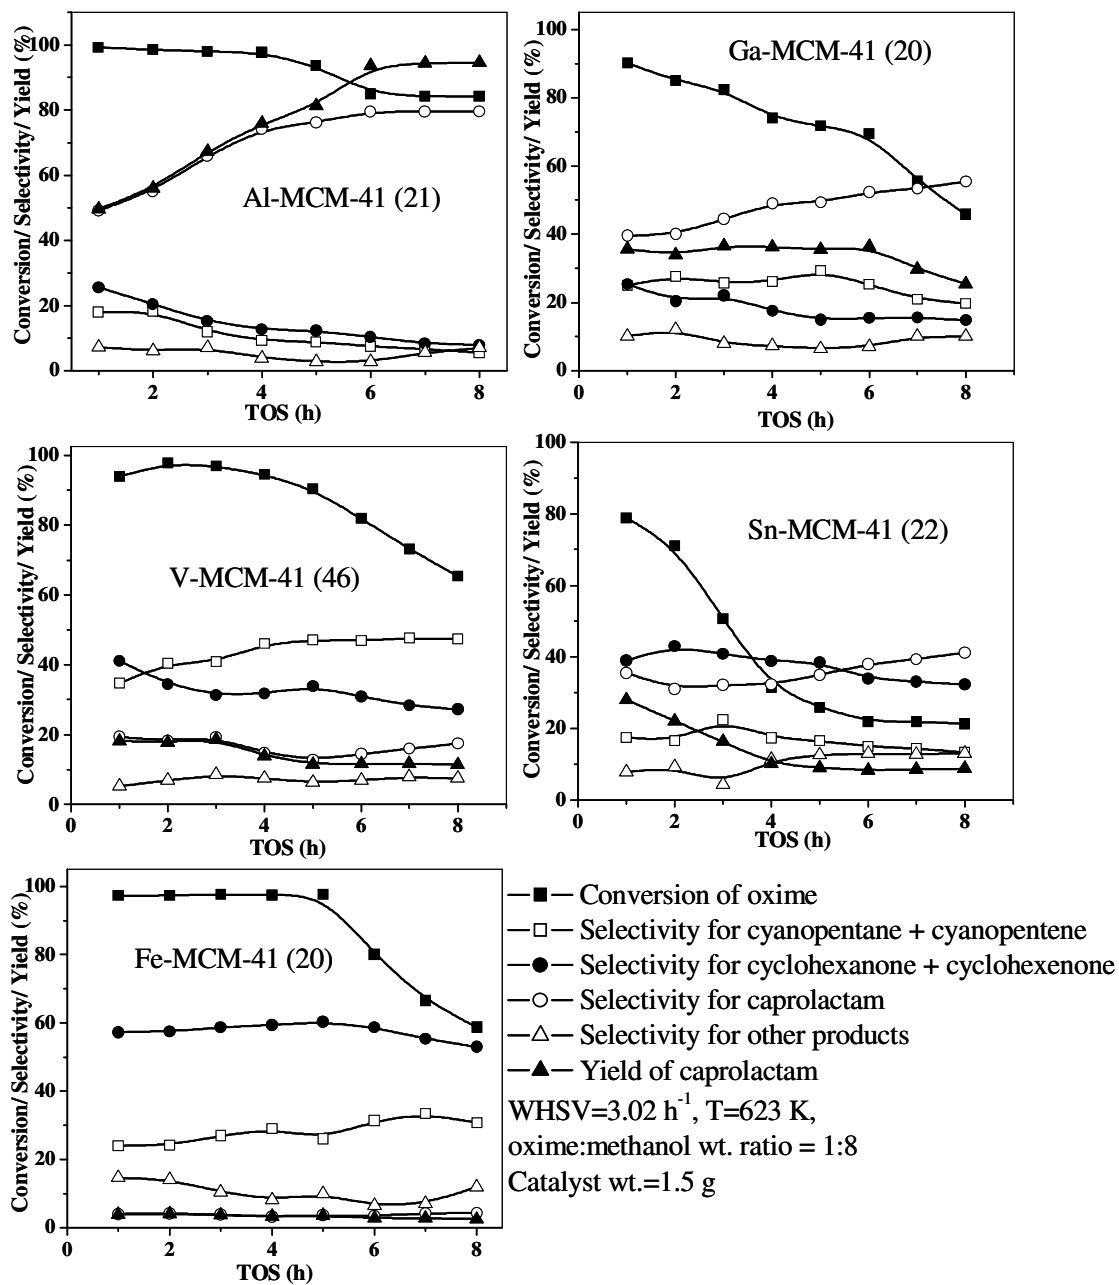 Conversion/ Selectivity/ Yield (%)
100
80
60
40
20
0
Al-MCM-41 (21)
2 4 6 8
TOS (h)
Conversion/ Selectivity/ Yield (%)
100
80
60
40
20
0
Ga-MCM-41 (20)
0 2 4 6 8
TOS (h)
Conversion/ Selectivity/ Yield (%)
100
80
60
40
20
0
V-MCM-41 (46)
0 2 4 6 8
TOS (h)
Conversion/ Selectivity/ Yield (%)
100
80
60
40
20
0
Sn-MCM-41 (22)
0 2 4 6 8
TOS (h)
Conversion/ Selectivity/ Yield (%)
100
80
60
40
20
0
Fe-MCM-41 (20)
0 2 4 6 8
TOS (h)
Conversion of oxime
Selectivity for cyanopentane + cyanopentene
Selectivity for cyclohexanone + cyclohexenone
Selectivity for caprolactam
Selectivity for other products
Yield of caprolactam
WHSV=3.02 h⁻¹, T=623 K,
oxime:methanol wt. ratio = 1:8
Catalyst wt.=1.5 g